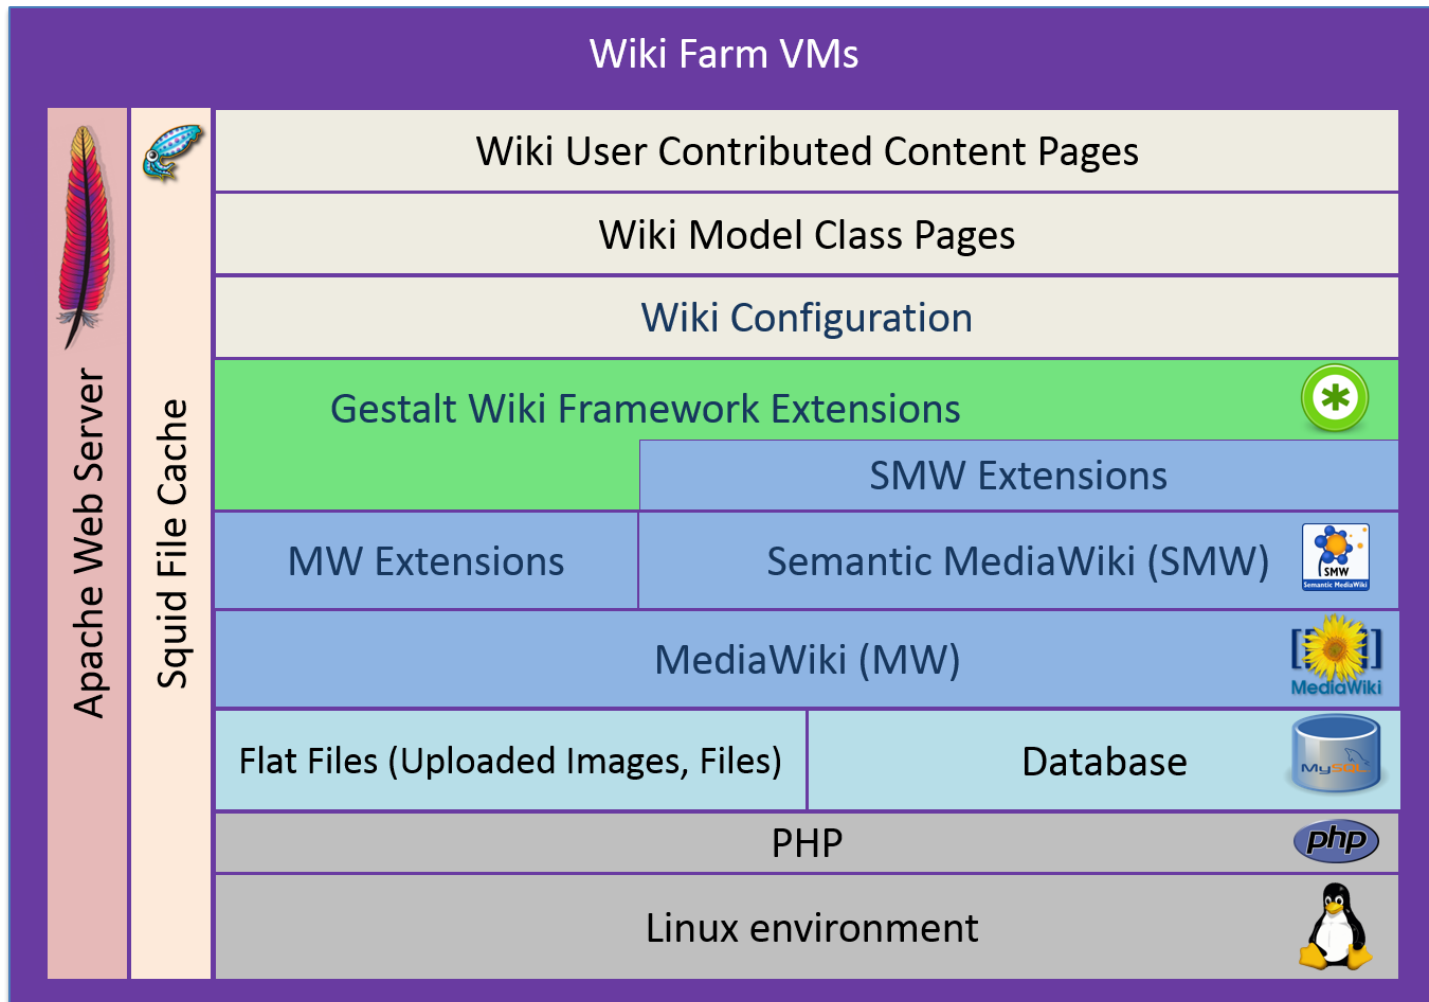 Wiki Farm VMs
Apache Web Server
Squid File Cache
Wiki User Contributed Content Pages
Wiki Model Class Pages
Wiki Configuration
Gestalt Wiki Framework Extensions
SMW Extensions
MW Extensions
Semantic MediaWiki (SMW)
SMW
Semantic MediaWiki
MediaWiki (MW)
[[ ]]
MediaWiki
Flat Files (Uploaded Images, Files)
Database
MySQL
PHP
php
Linux environment